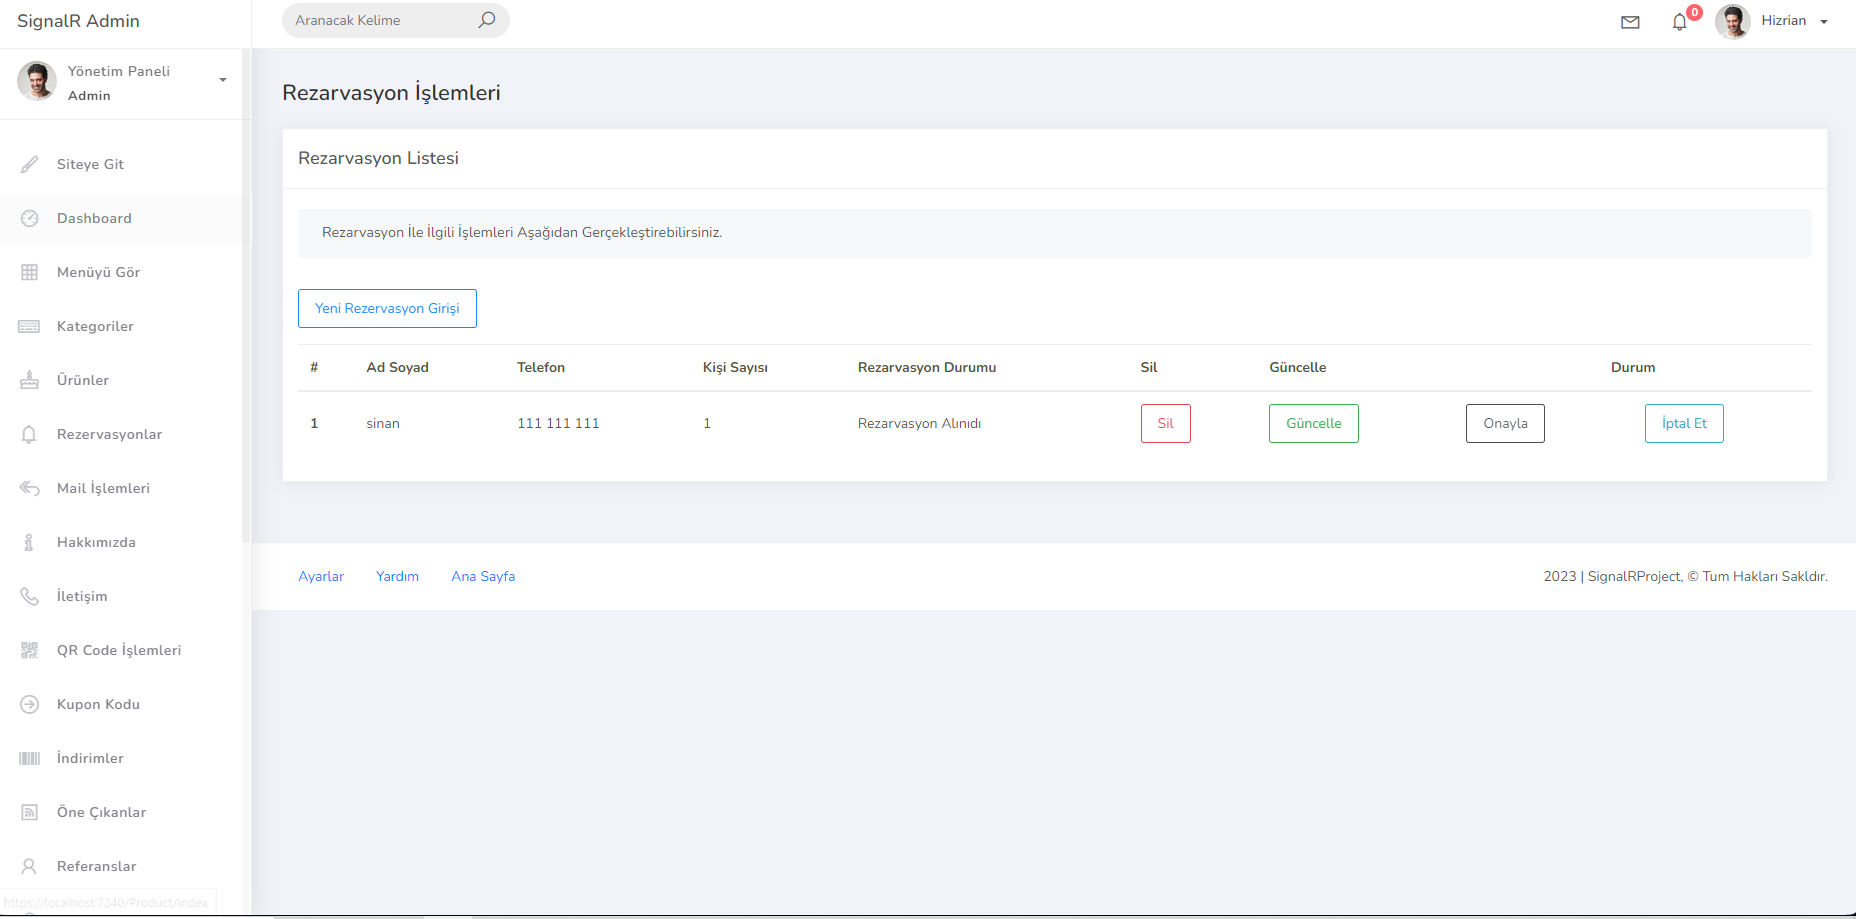 SignalR Admin
Aranacak Kelime
0
Hizrian
Yönetim Paneli
Admin
Siteye Git
Dashboard
Menüyü Gör
Kategoriler
Ürünler
Rezervasyonlar
Mail İşlemleri
Hakkımızda
İletişim
QR Code İşlemleri
Kupon Kodu
İndirimler
Öne Çıkanlar
Referanslar
https://localhost:7240/Product/Index
Rezarvasyon İşlemleri
Rezarvasyon Listesi
Rezarvasyon İle İlgili İşlemleri Aşağıdan Gerçekleştirebilirsiniz.
Yeni Rezervasyon Girişi
# Ad Soyad Telefon Kişi Sayısı Rezarvasyon Durumu Sil Güncelle Durum
1 sinan 111 111 111 1 Rezarvasyon Alınıdı Sil Güncelle Onayla İptal Et
Ayarlar Yardım Ana Sayfa
2023 | SignalRProject, © Tum Hakları Sakldır.